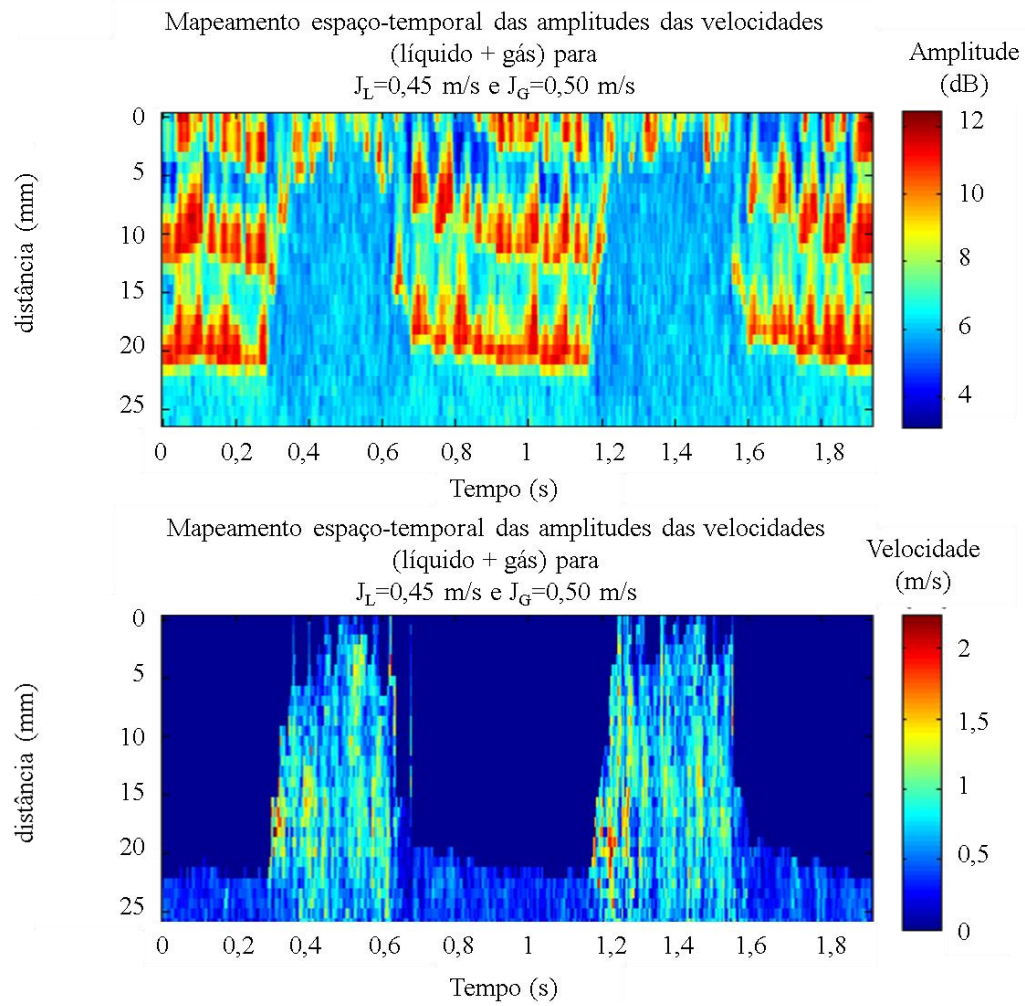 Mapeamento espaço-temporal das amplitudes das velocidades
(líquido + gás) para
J_L=0,45 m/s e J_G=0,50 m/s
Amplitude
(dB)
distância (mm)
0
5
10
15
20
25
12
10
8
6
4
0 0,2 0,4 0,6 0,8 1 1,2 1,4 1,6 1,8
Tempo (s)
Mapeamento espaço-temporal das amplitudes das velocidades
(líquido + gás) para
J_L=0,45 m/s e J_G=0,50 m/s
Velocidade
(m/s)
distância (mm)
0
5
10
15
20
25
2
1,5
1
0,5
0
0 0,2 0,4 0,6 0,8 1 1,2 1,4 1,6 1,8
Tempo (s)